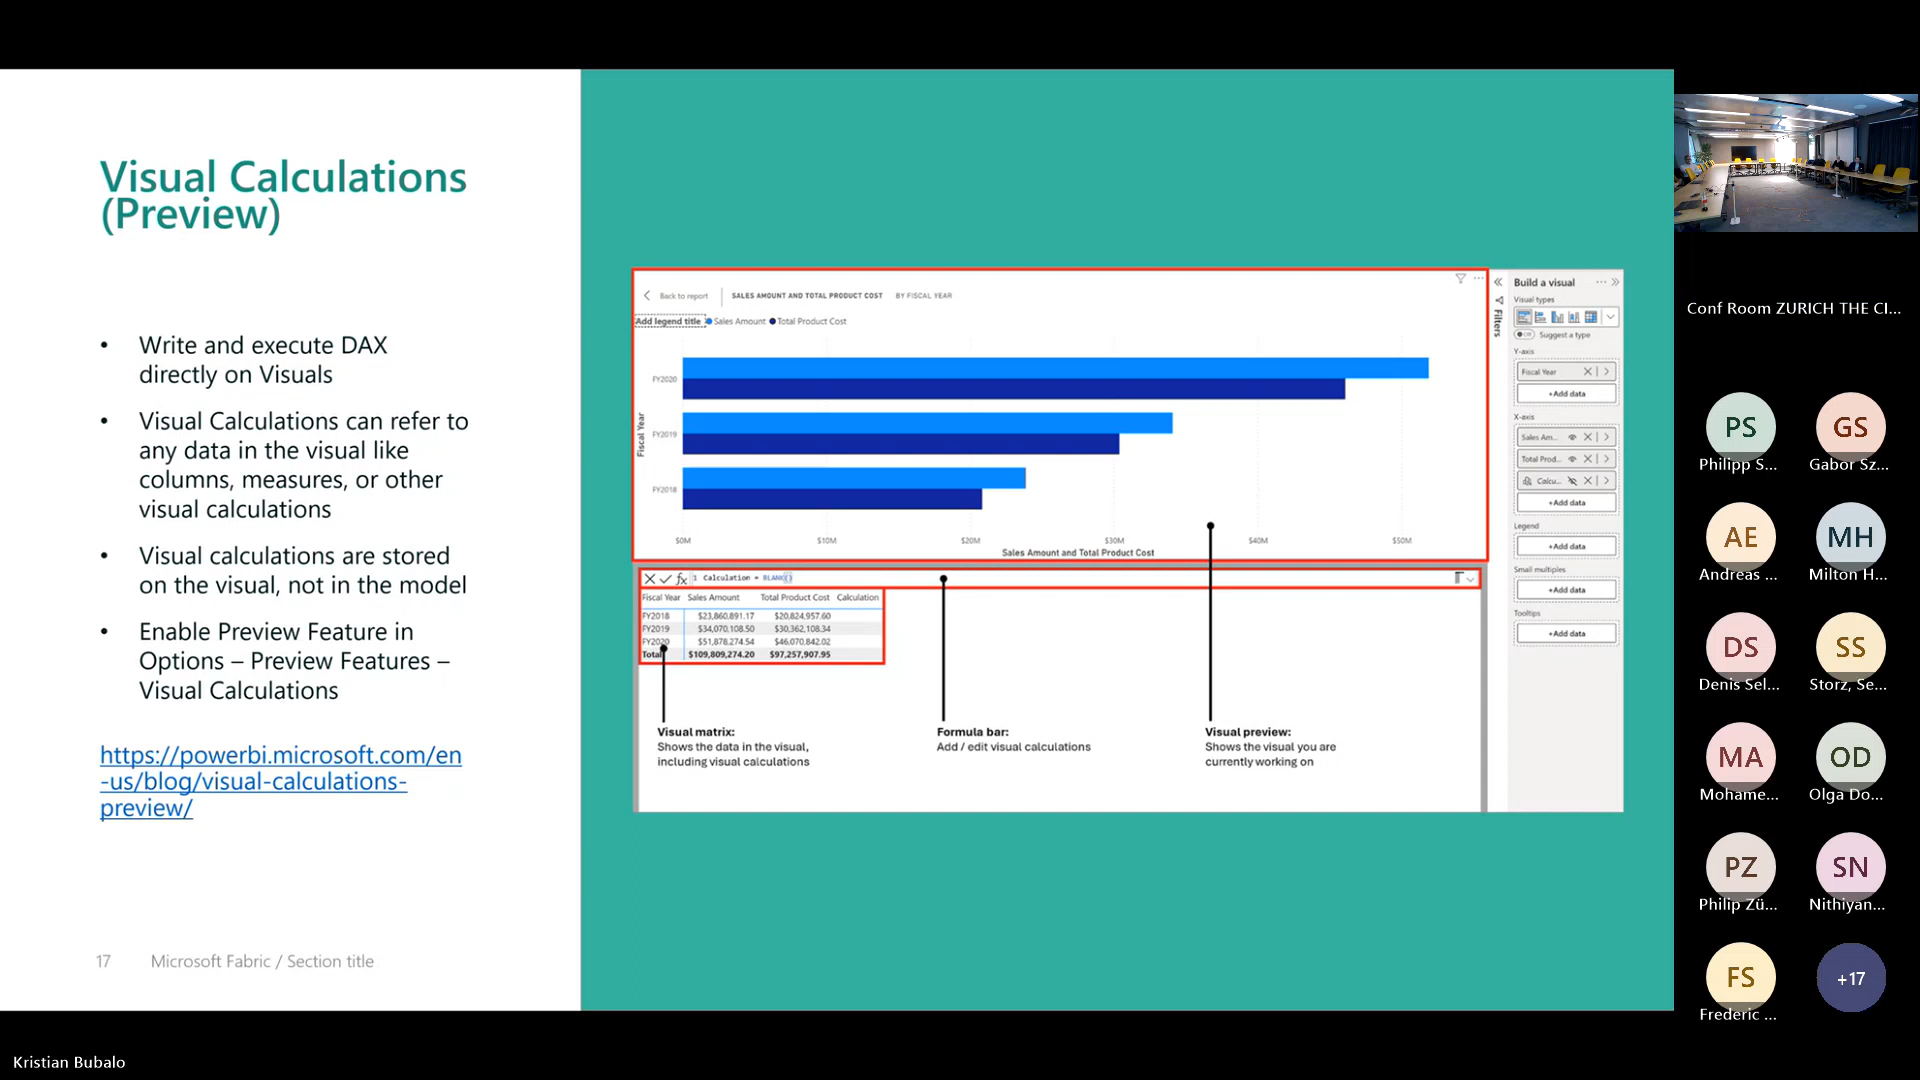 Visual Calculations
(Preview)
• Write and execute DAX
directly on Visuals
• Visual Calculations can refer to
any data in the visual like
columns, measures, or other
visual calculations
• Visual calculations are stored
on the visual, not in the model
• Enable Preview Feature in
Options – Preview Features –
Visual Calculations
https://powerbi.microsoft.com/en
-us/blog/visual-calculations-
preview/
17 Microsoft Fabric / Section title
Back to report SALES AMOUNT AND TOTAL PRODUCT COST BY FISCAL YEAR
Add legend title Sales Amount Total Product Cost
Fiscal Year
FY2020
FY2019
FY2018
$0M $10M $20M $30M $40M $50M
Sales Amount and Total Product Cost
1 Calculation = BLANK()
Fiscal Year Sales Amount Total Product Cost Calculation
FY2018 $23,860,891.17 $20,824,957.60
FY2019 $34,070,108.50 $30,362,108.34
FY2020 $51,878,274.54 $46,070,842.02
Total $109,809,274.20 $97,257,907.95
Visual matrix:
Shows the data in the visual,
including visual calculations
Formula bar:
Add / edit visual calculations
Visual preview:
Shows the visual you are
currently working on
Filters
Build a visual
Visual types
Suggest a type
Y-axis
Fiscal Year
+Add data
X-axis
Sales Am...
Total Prod...
Calcu...
+Add data
Legend
+Add data
Small multiples
+Add data
Tooltips
+Add data
Conf Room ZURICH THE CI...
PS GS
Philipp S... Gabor Sz...
AE MH
Andreas ... Milton H...
DS SS
Denis Sel... Storz, Se...
MA OD
Mohame... Olga Do...
PZ SN
Philip Zü... Nithiyan...
FS +17
Frederic ...
Kristian Bubalo